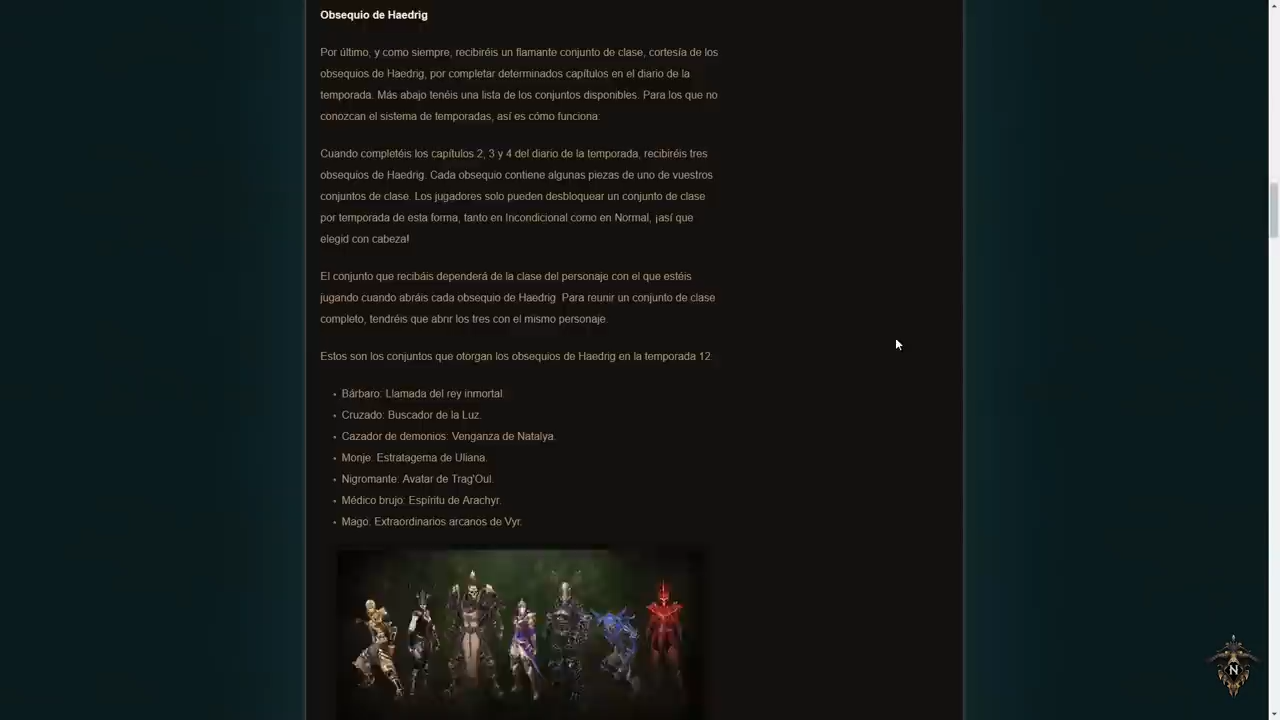 Obsequio de Haedrig
Por último, y como siempre, recibiréis un flamante conjunto de clase, cortesía de los
obsequios de Haedrig, por completar determinados capítulos en el diario de la
temporada. Más abajo tenéis una lista de los conjuntos disponibles. Para los que no
conozcan el sistema de temporadas, así es cómo funciona:
Cuando completéis los capítulos 2, 3 y 4 del diario de la temporada, recibiréis tres
obsequios de Haedrig. Cada obsequio contiene algunas piezas de uno de vuestros
conjuntos de clase. Los jugadores solo pueden desbloquear un conjunto de clase
por temporada de esta forma, tanto en Incondicional como en Normal, ¡así que
elegid con cabeza!
El conjunto que recibáis dependerá de la clase del personaje con el que estéis
jugando cuando abráis cada obsequio de Haedrig. Para reunir un conjunto de clase
completo, tendréis que abrir los tres con el mismo personaje.
Estos son los conjuntos que otorgan los obsequios de Haedrig en la temporada 12:
• Bárbaro: Llamada del rey inmortal.
• Cruzado: Buscador de la Luz.
• Cazador de demonios: Venganza de Natalya.
• Monje: Estratagema de Uliana.
• Nigromante: Avatar de Trag'Oul.
• Médico brujo: Espíritu de Arachyr.
• Mago: Extraordinarios arcanos de Vyr.
N